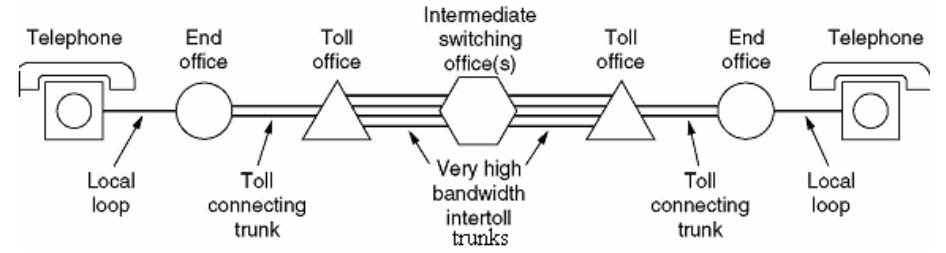 Telephone
End
office
Toll
office
Intermediate
switching
office(s)
Toll
office
End
office
Telephone
Local
loop
Toll
connecting
trunk
Very high
bandwidth
intertoll
trunks
Toll
connecting
trunk
Local
loop